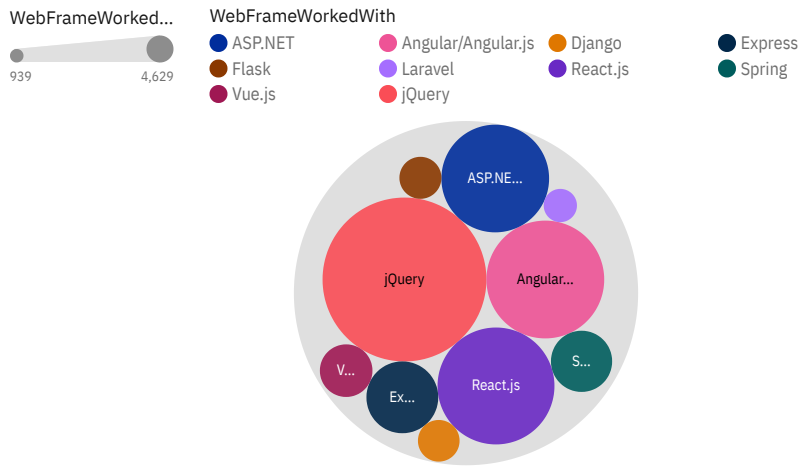 WebFrameWorked...
939 4,629
WebFrameWorkedWith
ASP.NET Angular/Angular.js Django Express
Flask Laravel React.js Spring
Vue.js jQuery
ASP.NE...
jQuery Angular...
V... Ex... React.js S...